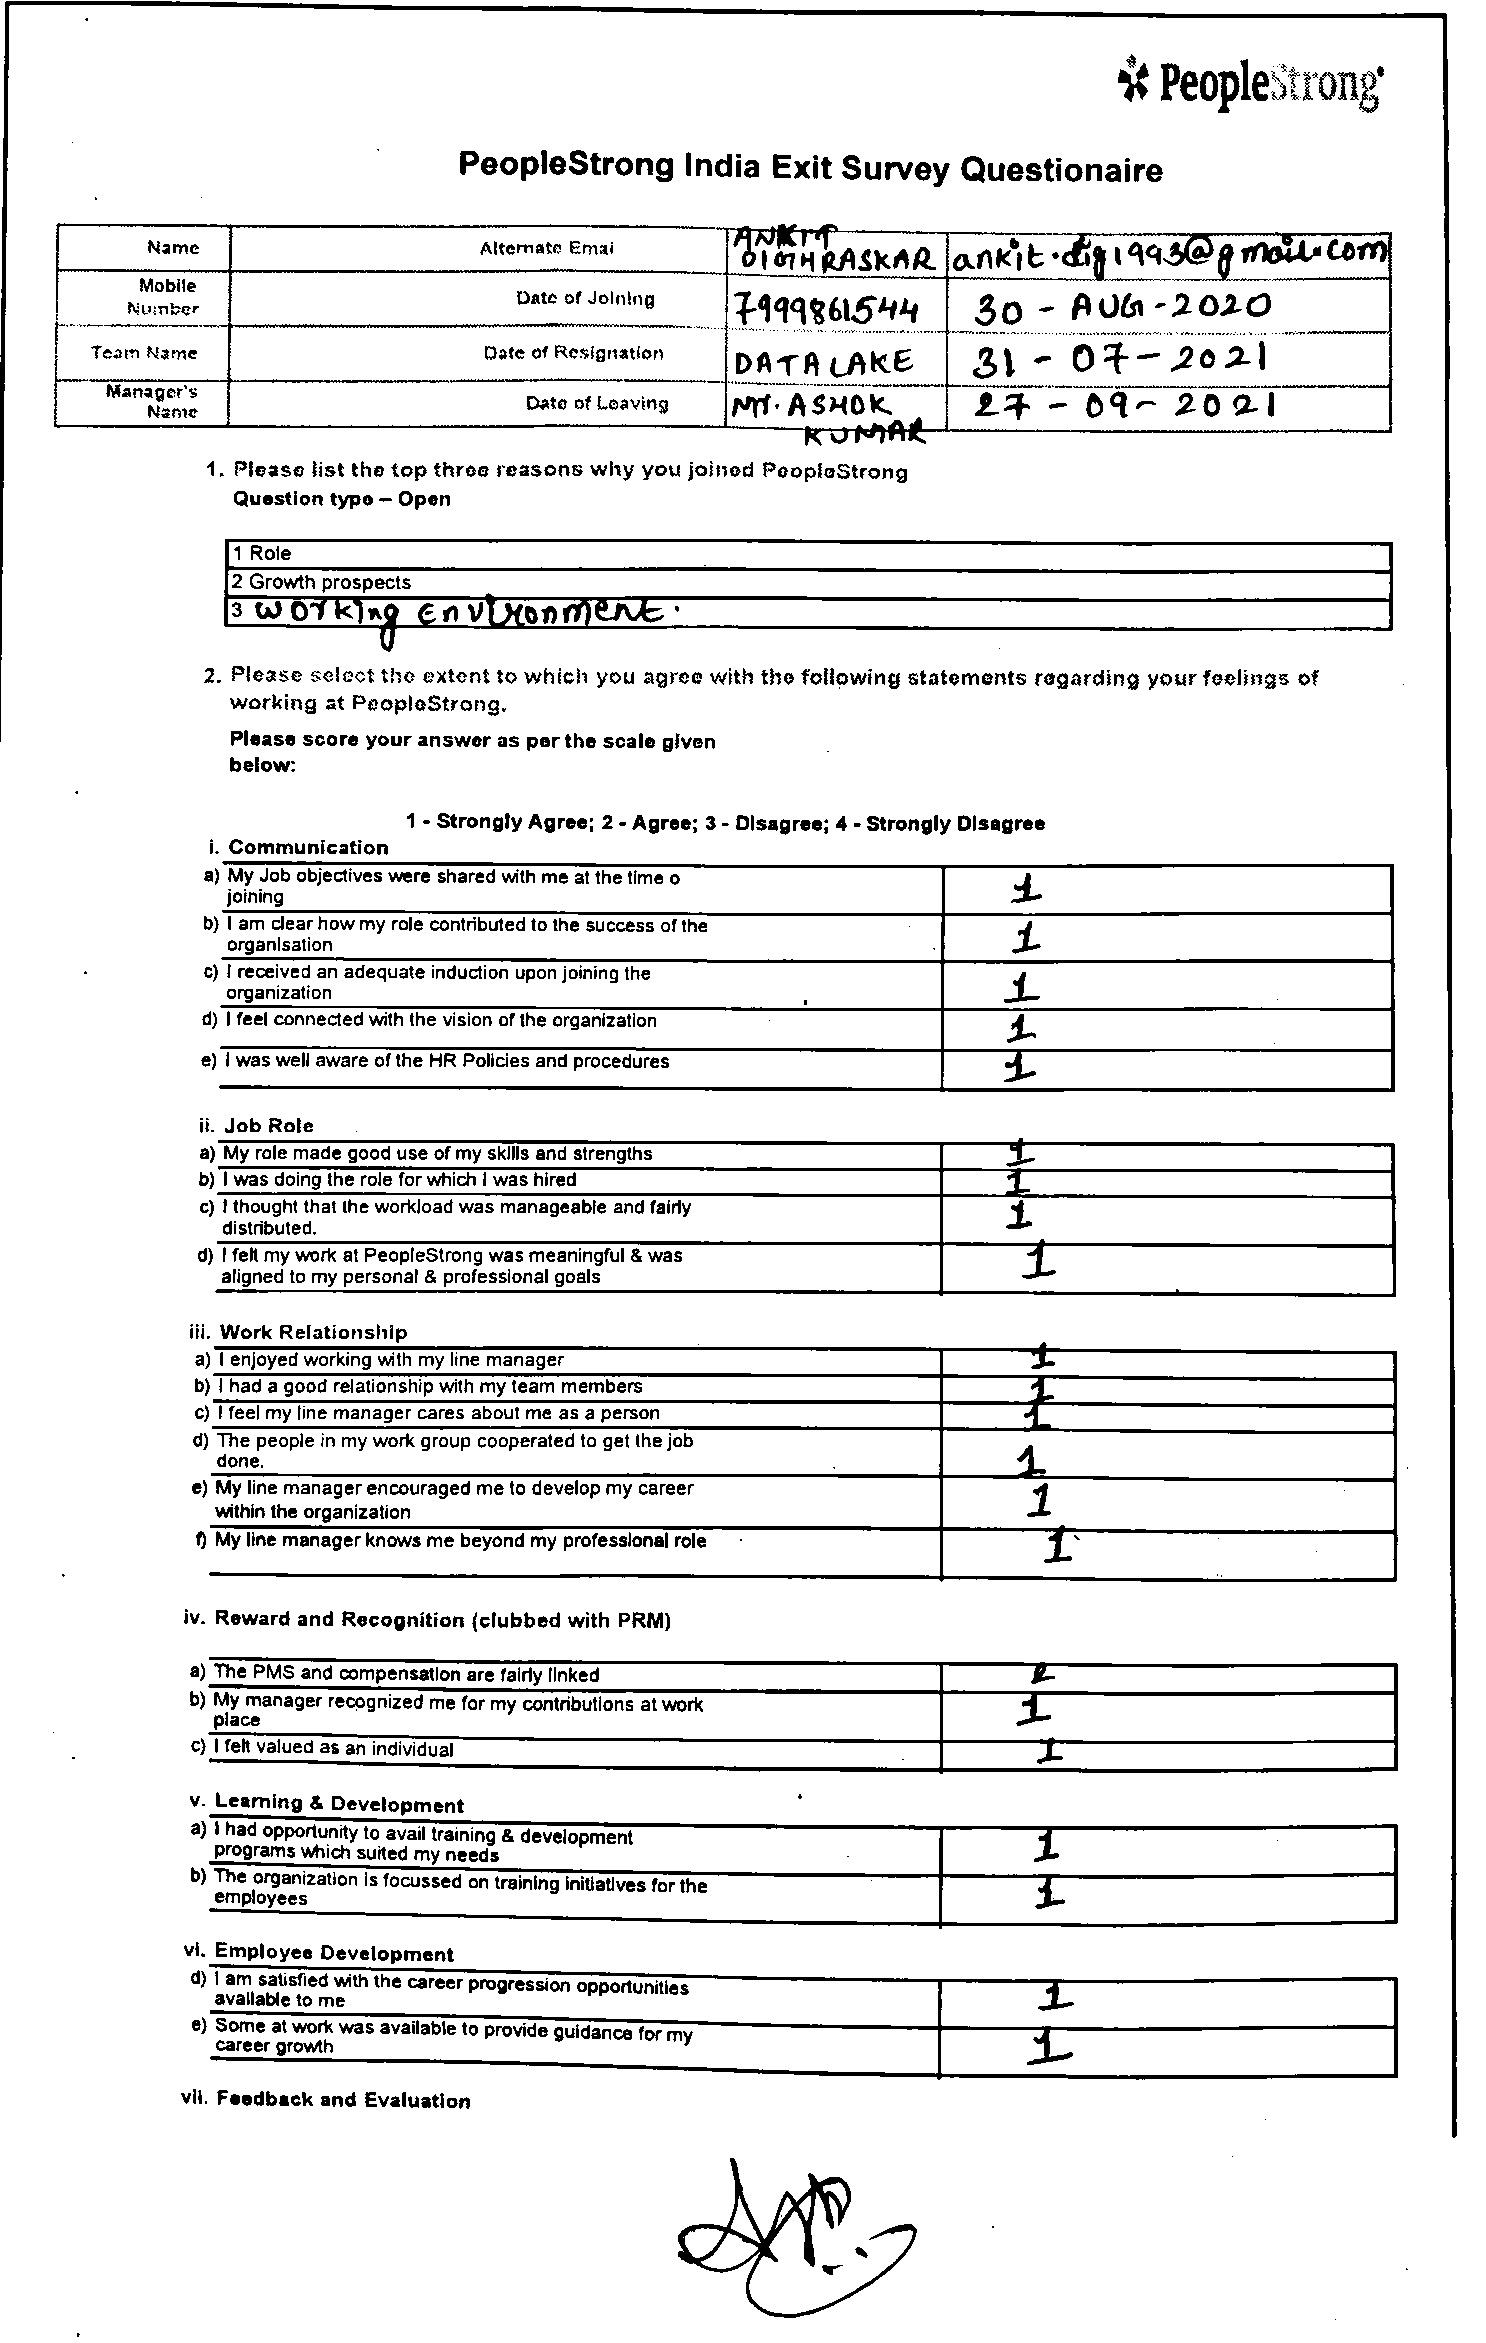 PeopleStrong
PeopleStrong India Exit Survey Questionaire
Name Alternate Emai ANKIT
DIGHRASKAR ankit.dig1993@gmail.com
Mobile
Number Date of Joining 7999861544 30 - AUG - 2020
Team Name Date of Resignation DATA LAKE 31 - 07 - 2021
Manager's
Name Date of Leaving Mr. ASHOK
KUMAR 27 - 09 - 2021
1. Please list the top three reasons why you joined PeopleStrong
Question type – Open
1 Role
2 Growth prospects
3 working environment.
2. Please select the extent to which you agree with the following statements regarding your feelings of
working at PeopleStrong.
Please score your answer as per the scale given
below:
1 - Strongly Agree; 2 - Agree; 3 - Disagree; 4 - Strongly Disagree
i. Communication
a) My Job objectives were shared with me at the time o
joining 1
b) I am clear how my role contributed to the success of the
organisation 1
c) I received an adequate induction upon joining the
organization 1
d) I feel connected with the vision of the organization 1
e) I was well aware of the HR Policies and procedures 1
ii. Job Role
a) My role made good use of my skills and strengths 1
b) I was doing the role for which I was hired 1
c) I thought that the workload was manageable and fairly
distributed. 1
d) I felt my work at PeopleStrong was meaningful & was
aligned to my personal & professional goals 1
iii. Work Relationship
a) I enjoyed working with my line manager 1
b) I had a good relationship with my team members 1
c) I feel my line manager cares about me as a person 1
d) The people in my work group cooperated to get the job
done. 1
e) My line manager encouraged me to develop my career
within the organization 1
f) My line manager knows me beyond my professional role 1
iv. Reward and Recognition (clubbed with PRM)
a) The PMS and compensation are fairly linked 2
b) My manager recognized me for my contributions at work
place 1
c) I felt valued as an individual 1
v. Learning & Development
a) I had opportunity to avail training & development
programs which suited my needs 1
b) The organization is focussed on training initiatives for the
employees 1
vi. Employee Development
d) I am satisfied with the career progression opportunities
available to me 1
e) Some at work was available to provide guidance for my
career growth 1
vii. Feedback and Evaluation